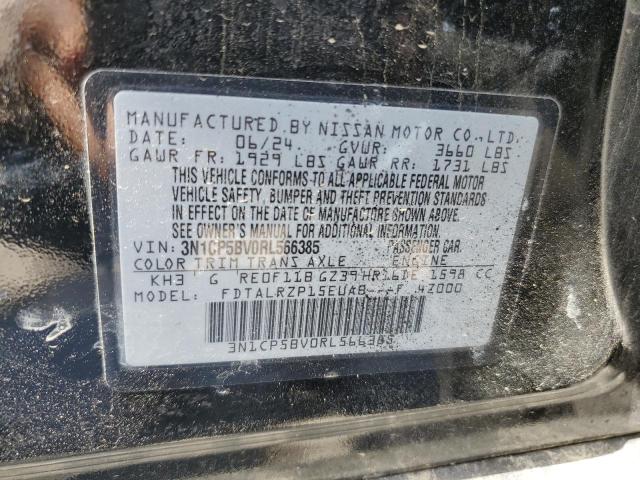 MANUFACTURED BY NISSAN MOTOR CO., LTD.
DATE: 06/24 GVWR: 3660 LBS
GAWR FR: 1929 LBS GAWR RR: 1731 LBS
THIS VEHICLE CONFORMS TO ALL APPLICABLE FEDERAL MOTOR
VEHICLE SAFETY, BUMPER AND THEFT PREVENTION STANDARDS
IN EFFECT ON THE DATE OF MANUFACTURE SHOWN ABOVE.
SEE OWNER'S MANUAL FOR ADDITIONAL INFORMATION.
VIN: 3N1CP5BV0RL566385 PASSENGER CAR.
COLOR TRIM TRANS AXLE ENGINE
KH3 G RE0F11B GZ39 HR16DE 1598 CC
FDTALRZP15EUAB---F 4Z000
3N1CP5BV0RL566385